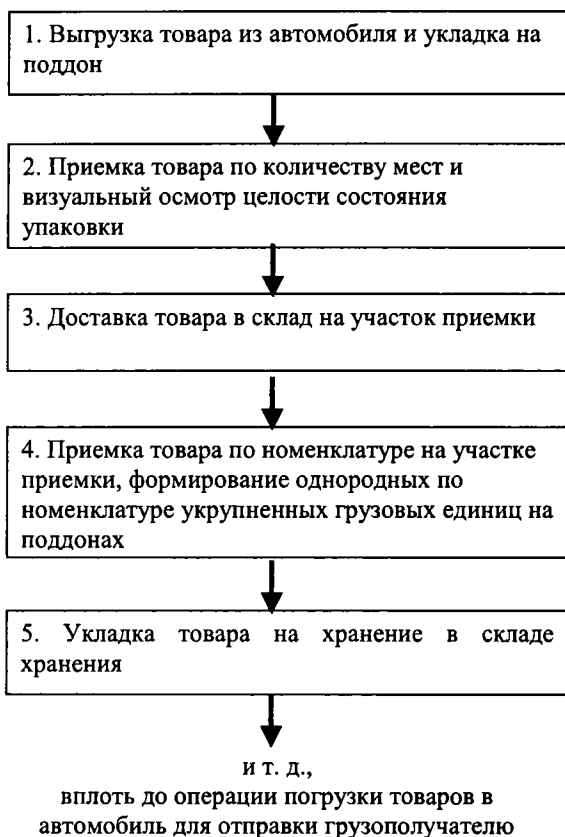 1. Выгрузка товара из автомобиля и укладка на
поддон
2. Приемка товара по количеству мест и
визуальный осмотр целости состояния
упаковки
3. Доставка товара в склад на участок приемки
4. Приемка товара по номенклатуре на участке
приемки, формирование однородных по
номенклатуре укрупненных грузовых единиц на
поддонах
5. Укладка товара на хранение в складе
хранения
и т. д.,
вплоть до операции погрузки товаров в
автомобиль для отправки грузополучателю